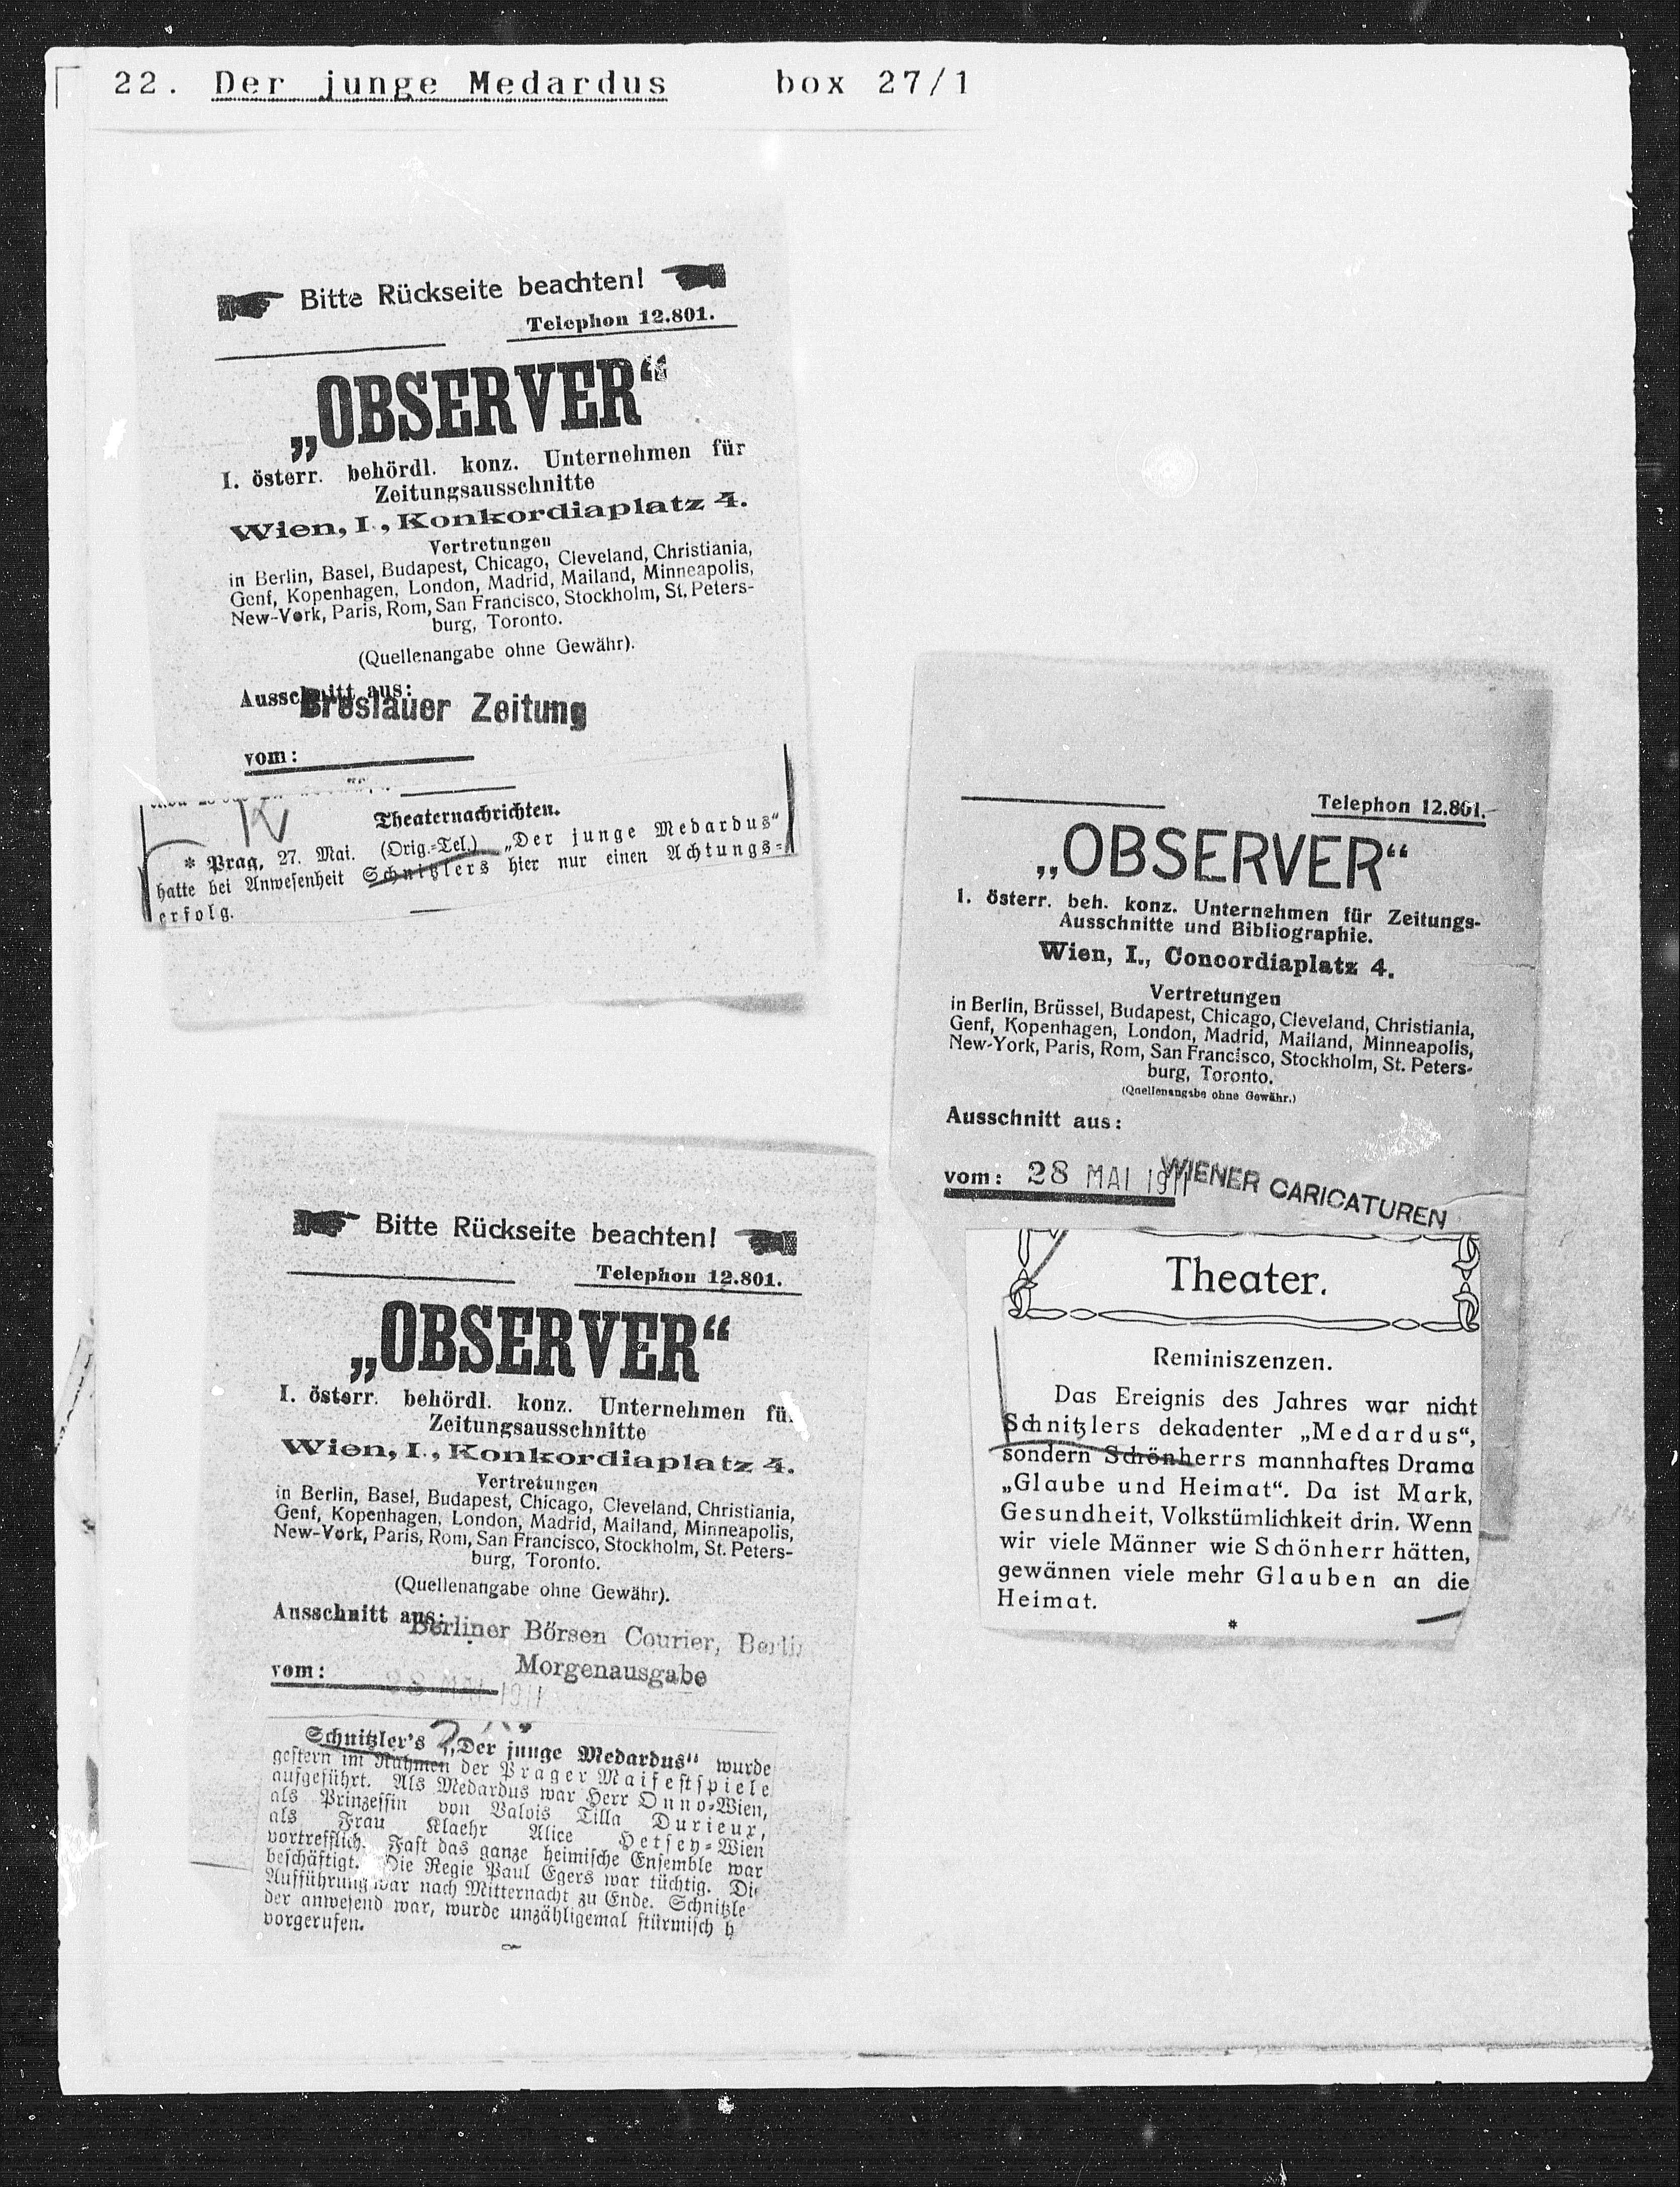 22. Der junge Medardus box 27/1
Bitte Rückseite beachten!
Telephon 12.801.
„OBSERVER“
I. österr. behördl. konz. Unternehmen für
Zeitungsausschnitte
Wien, I., Konkordiaplatz 4.
Vertretungen
in Berlin, Basel, Budapest, Chicago, Cleveland, Christiania,
Genf, Kopenhagen, London, Madrid, Mailand, Minneapolis,
New-York, Paris, Rom, San Francisco, Stockholm, St. Peters-
burg, Toronto.
(Quellenangabe ohne Gewähr).
Ausschnitt aus:
Breslauer Zeitung
vom:
Theaternachrichten.
* Prag, 27. Mai. (Orig.-Tel.) „Der junge Medardus“
hatte bei Anwesenheit Schnitzlers hier nur einen Achtungs-
erfolg.
Bitte Rückseite beachten!
Telephon 12.801.
„OBSERVER“
I. österr. behördl. konz. Unternehmen fü
Zeitungsausschnitte
Wien, I., Konkordiaplatz 4.
Vertretungen
in Berlin, Basel, Budapest, Chicago, Cleveland, Christiania,
Genf, Kopenhagen, London, Madrid, Mailand, Minneapolis,
New-York, Paris, Rom, San Francisco, Stockholm, St. Peters-
burg, Toronto.
(Quellenangabe ohne Gewähr).
Ausschnitt aus:
Berliner Börsen Courier, Berlin
Morgenausgabe
vom: 28 MAI 1911
Schnitzler's „Der junge Medardus“ wurde
gestern im Rahmen der Prager Maifestspiele
aufgeführt. Als Medardus war Herr Onno-Wien,
als Prinzessin von Valois Tilla Durieux,
als Frau Klaehr Alice Hetsey-Wien
vortrefflich. Fast das ganze heimische Ensemble war
beschäftigt. Die Regie Paul Egers war tüchtig. Die
Aufführung war nach Mitternacht zu Ende. Schnitzle
der anwesend war, wurde unzähligemal stürmisch h
vorgerufen.
Telephon 12.801.
„OBSERVER“
I. österr. beh. konz. Unternehmen für Zeitungs-
Ausschnitte und Bibliographie.
Wien, I., Concordiaplatz 4.
Vertretungen
in Berlin, Brüssel, Budapest, Chicago, Cleveland, Christiania,
Genf, Kopenhagen, London, Madrid, Mailand, Minneapolis,
New-York, Paris, Rom, San Francisco, Stockholm, St. Peters-
burg, Toronto.
(Quellenangabe ohne Gewähr.)
Ausschnitt aus:
vom: 28 MAI 1911 WIENER CARICATUREN
Theater.
Reminiszenzen.
Das Ereignis des Jahres war nicht
Schnitzlers dekadenter „Medardus“,
sondern Schönherrs mannhaftes Drama
„Glaube und Heimat“. Da ist Mark,
Gesundheit, Volkstümlichkeit drin. Wenn
wir viele Männer wie Schönherr hätten,
gewännen viele mehr Glauben an die
Heimat.
*